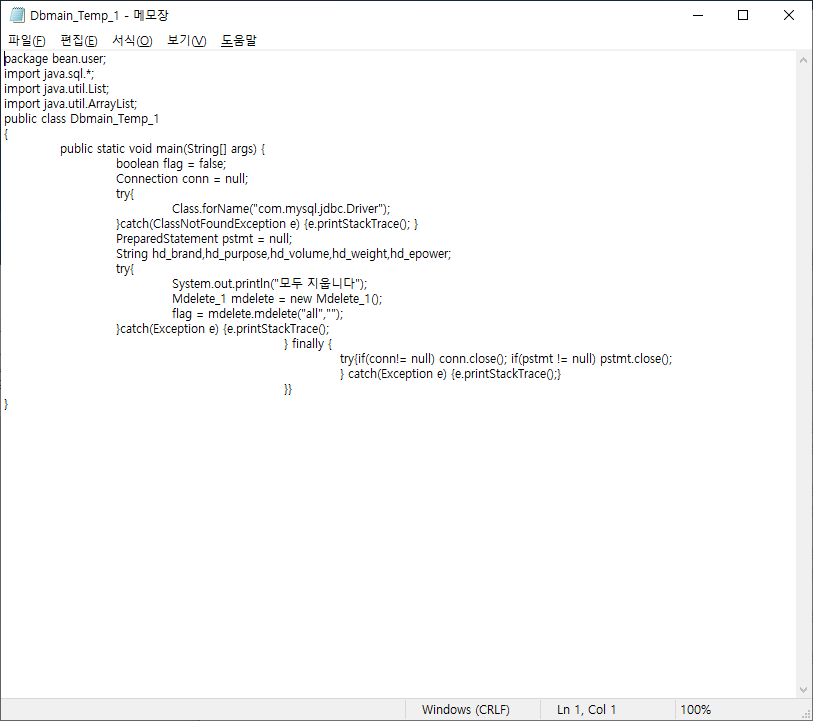 Dbmain_Temp_1 - 메모장
파일(F) 편집(E) 서식(O) 보기(V) 도움말
package bean.user;
import java.sql.*;
import java.util.List;
import java.util.ArrayList;
public class Dbmain_Temp_1
{
public static void main(String[] args) {
boolean flag = false;
Connection conn = null;
try{
Class.forName("com.mysql.jdbc.Driver");
}catch(ClassNotFoundException e) {e.printStackTrace(); }
PreparedStatement pstmt = null;
String hd_brand,hd_purpose,hd_volume,hd_weight,hd_epower;
try{
System.out.println("모두 지웁니다");
Mdelete_1 mdelete = new Mdelete_1();
flag = mdelete.mdelete("all","");
}catch(Exception e) {e.printStackTrace();
} finally {
try{if(conn!= null) conn.close(); if(pstmt != null) pstmt.close();
} catch(Exception e) {e.printStackTrace();}
}}
}
Windows (CRLF) Ln 1, Col 1 100%